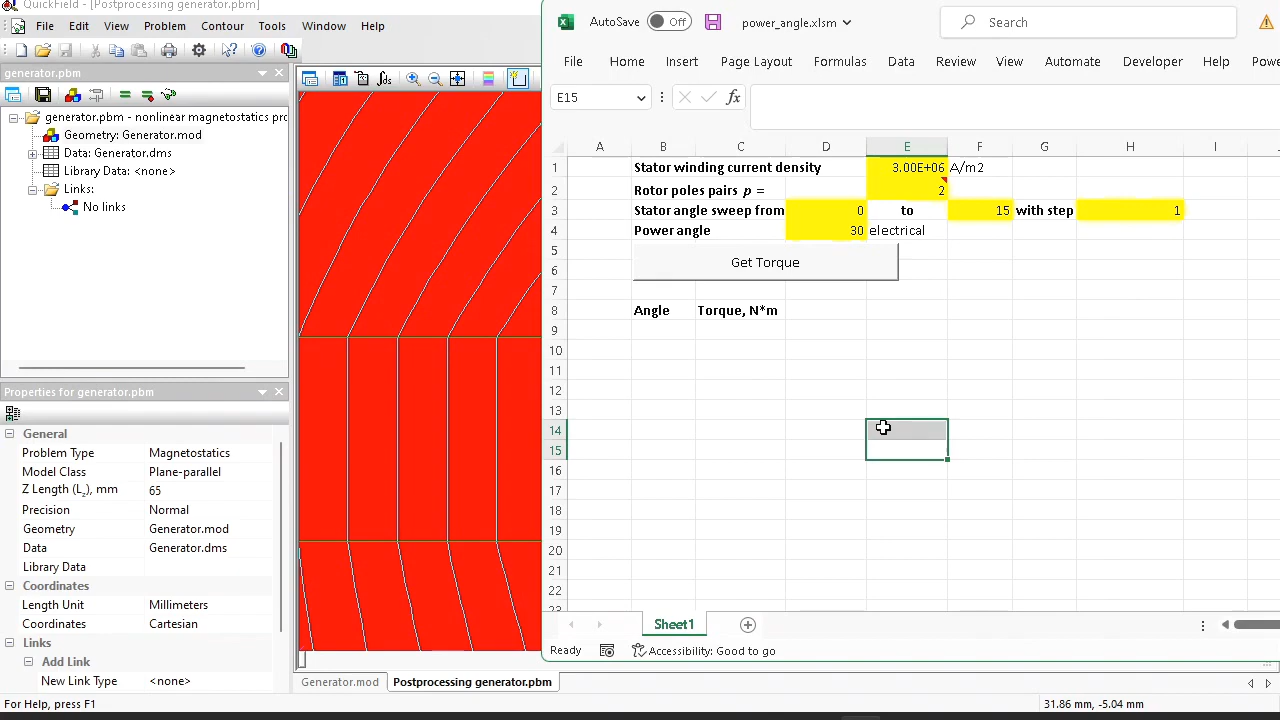 QuickField - [Postprocessing generator.pbm]
File Edit View Problem Contour Tools Window Help
generator.pbm
generator.pbm - nonlinear magnetostatics pro
Geometry: Generator.mod
Data: Generator.dms
Library Data: <none>
Links:
No links
Properties for generator.pbm
General
Problem Type Magnetostatics
Model Class Plane-parallel
Z Length (Lz), mm 65
Precision Normal
Geometry Generator.mod
Data Generator.dms
Library Data
Coordinates
Length Unit Millimeters
Coordinates Cartesian
Links
Add Link
New Link Type <none>
Generator.mod Postprocessing generator.pbm
For Help, press F1
31.86 mm, -5.04 mm
AutoSave Off power_angle.xlsm Search
File Home Insert Page Layout Formulas Data Review View Automate Developer Help Powe
E15 fx
A B C D E F G H I
1 Stator winding current density 3.00E+06 A/m2
2 Rotor poles pairs p = 2
3 Stator angle sweep from 0 to 15 with step 1
4 Power angle 30 electrical
5
Get Torque
6
7
8 Angle Torque, N*m
9
10
11
12
13
14
15
16
17
18
19
20
21
22
23
Sheet1
Ready Accessibility: Good to go